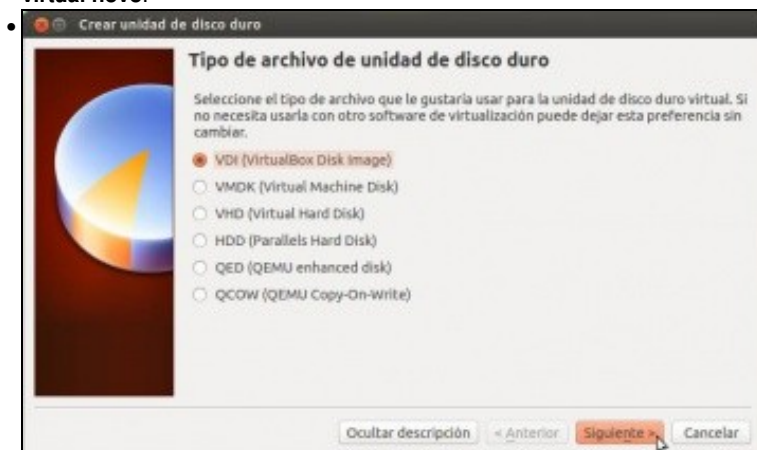 virtual novo.
Crear unidad de disco duro
Tipo de archivo de unidad de disco duro
Seleccione el tipo de archivo que le gustaría usar para la unidad de disco duro virtual. Si
no necesita usarla con otro software de virtualización puede dejar esta preferencia sin
cambiar.
VDI (VirtualBox Disk Image)
VMDK (Virtual Machine Disk)
VHD (Virtual Hard Disk)
HDD (Parallels Hard Disk)
QED (QEMU enhanced disk)
QCOW (QEMU Copy-On-Write)
Ocultar descripción < Anterior Siguiente > Cancelar